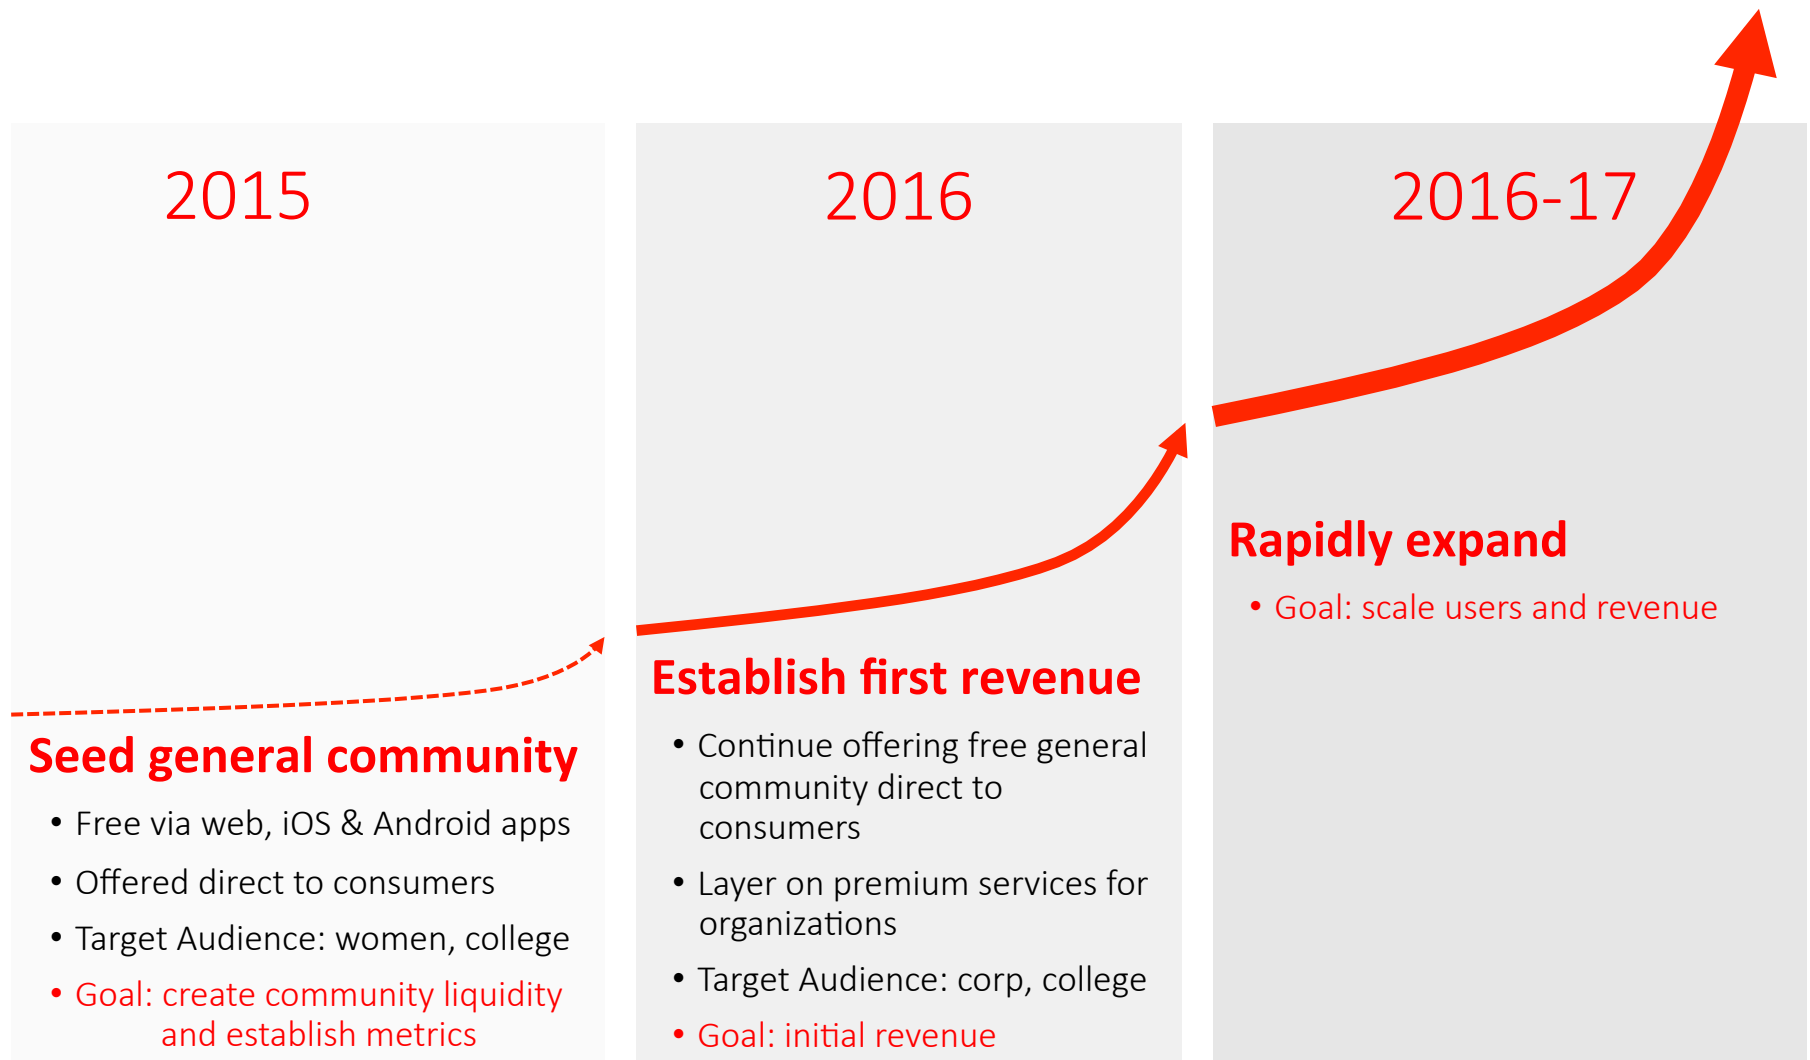 2015
Seed general community
• Free via web, iOS & Android apps
• Offered direct to consumers
• Target Audience: women, college
• Goal: create community liquidity
and establish metrics
2016
Establish first revenue
• Continue offering free general
community direct to
consumers
• Layer on premium services for
organizations
• Target Audience: corp, college
• Goal: initial revenue
2016-17
Rapidly expand
• Goal: scale users and revenue